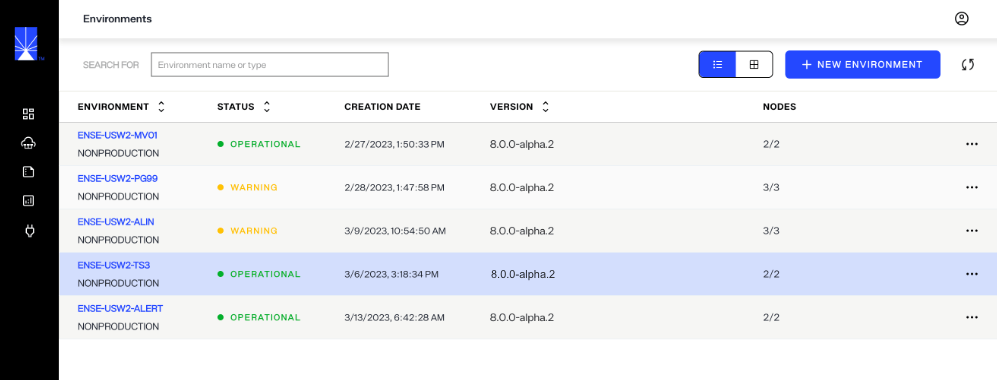 Environments
SEARCH FOR Environment name or type NEW ENVIRONMENT
ENVIRONMENT STATUS CREATION DATE VERSION NODES
ENSE-USW2-MV01
NONPRODUCTION OPERATIONAL 2/27/2023, 1:50:33 PM 8.0.0-alpha.2 2/2
ENSE-USW2-PG99
NONPRODUCTION WARNING 2/28/2023, 1:47:58 PM 8.0.0-alpha.2 3/3
ENSE-USW2-ALIN
NONPRODUCTION WARNING 3/9/2023, 10:54:50 AM 8.0.0-alpha.2 3/3
ENSE-USW2-TS3
NONPRODUCTION OPERATIONAL 3/6/2023, 3:18:34 PM 8.0.0-alpha.2 2/2
ENSE-USW2-ALERT
NONPRODUCTION OPERATIONAL 3/13/2023, 6:42:28 AM 8.0.0-alpha.2 2/2